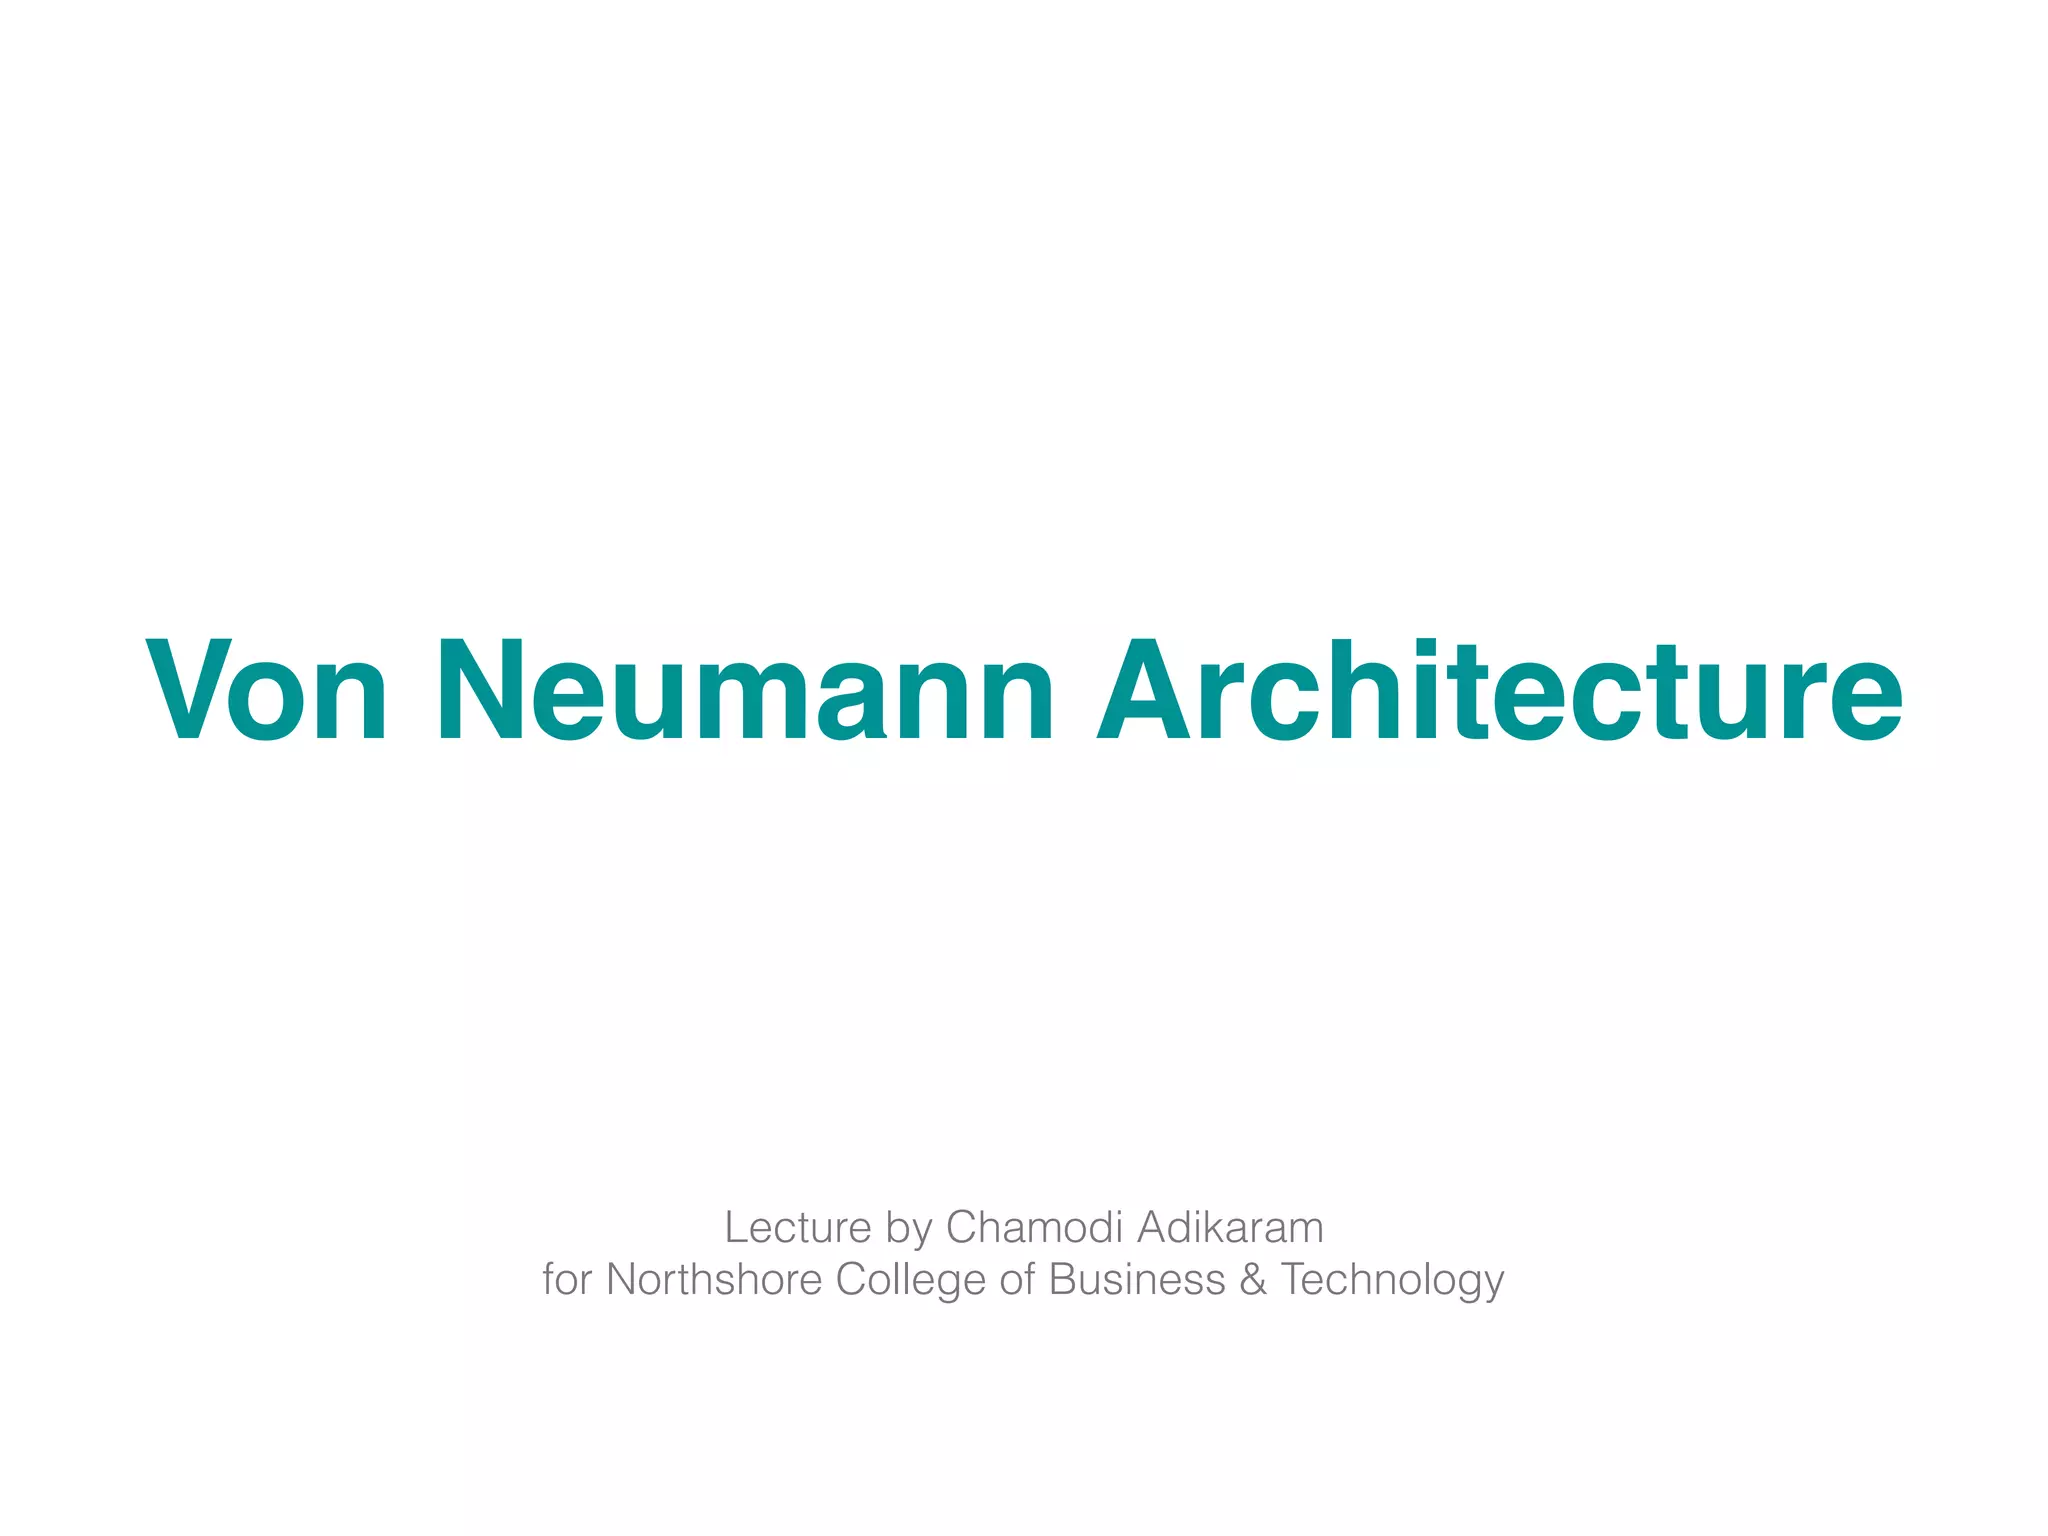 Von Neumann Architecture
Lecture by Chamodi Adikaram
for Northshore College of Business & Technology